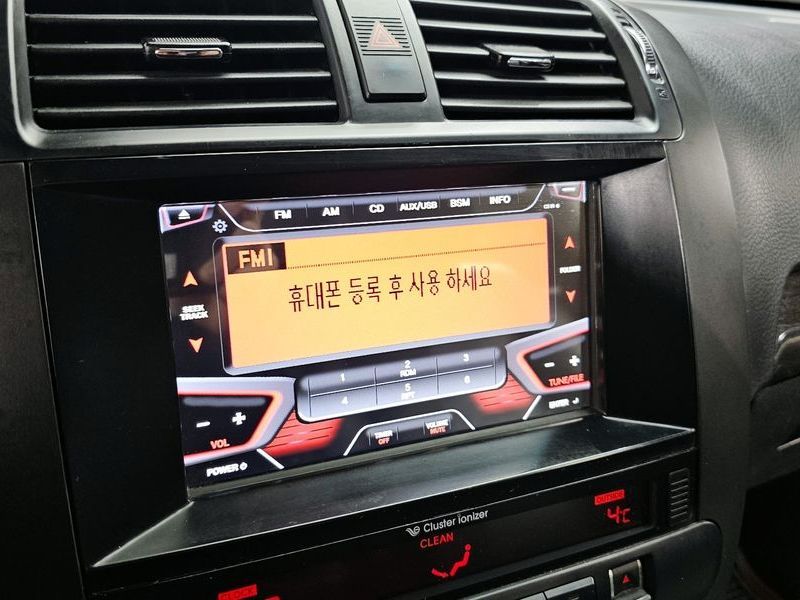 FM AM CD AUX/USB BSM INFO
FM1
휴대폰 등록 후 사용 하세요
SEEK
TRACK
FOLDER
1 2 3
RDM
4 5 6
RPT
VOL
TUNE/FILE
ENTER
TIMER
OFF
VOLUME
MUTE
POWER
Cluster ionizer
CLEAN
OUTSIDE
4°C
CLOCK